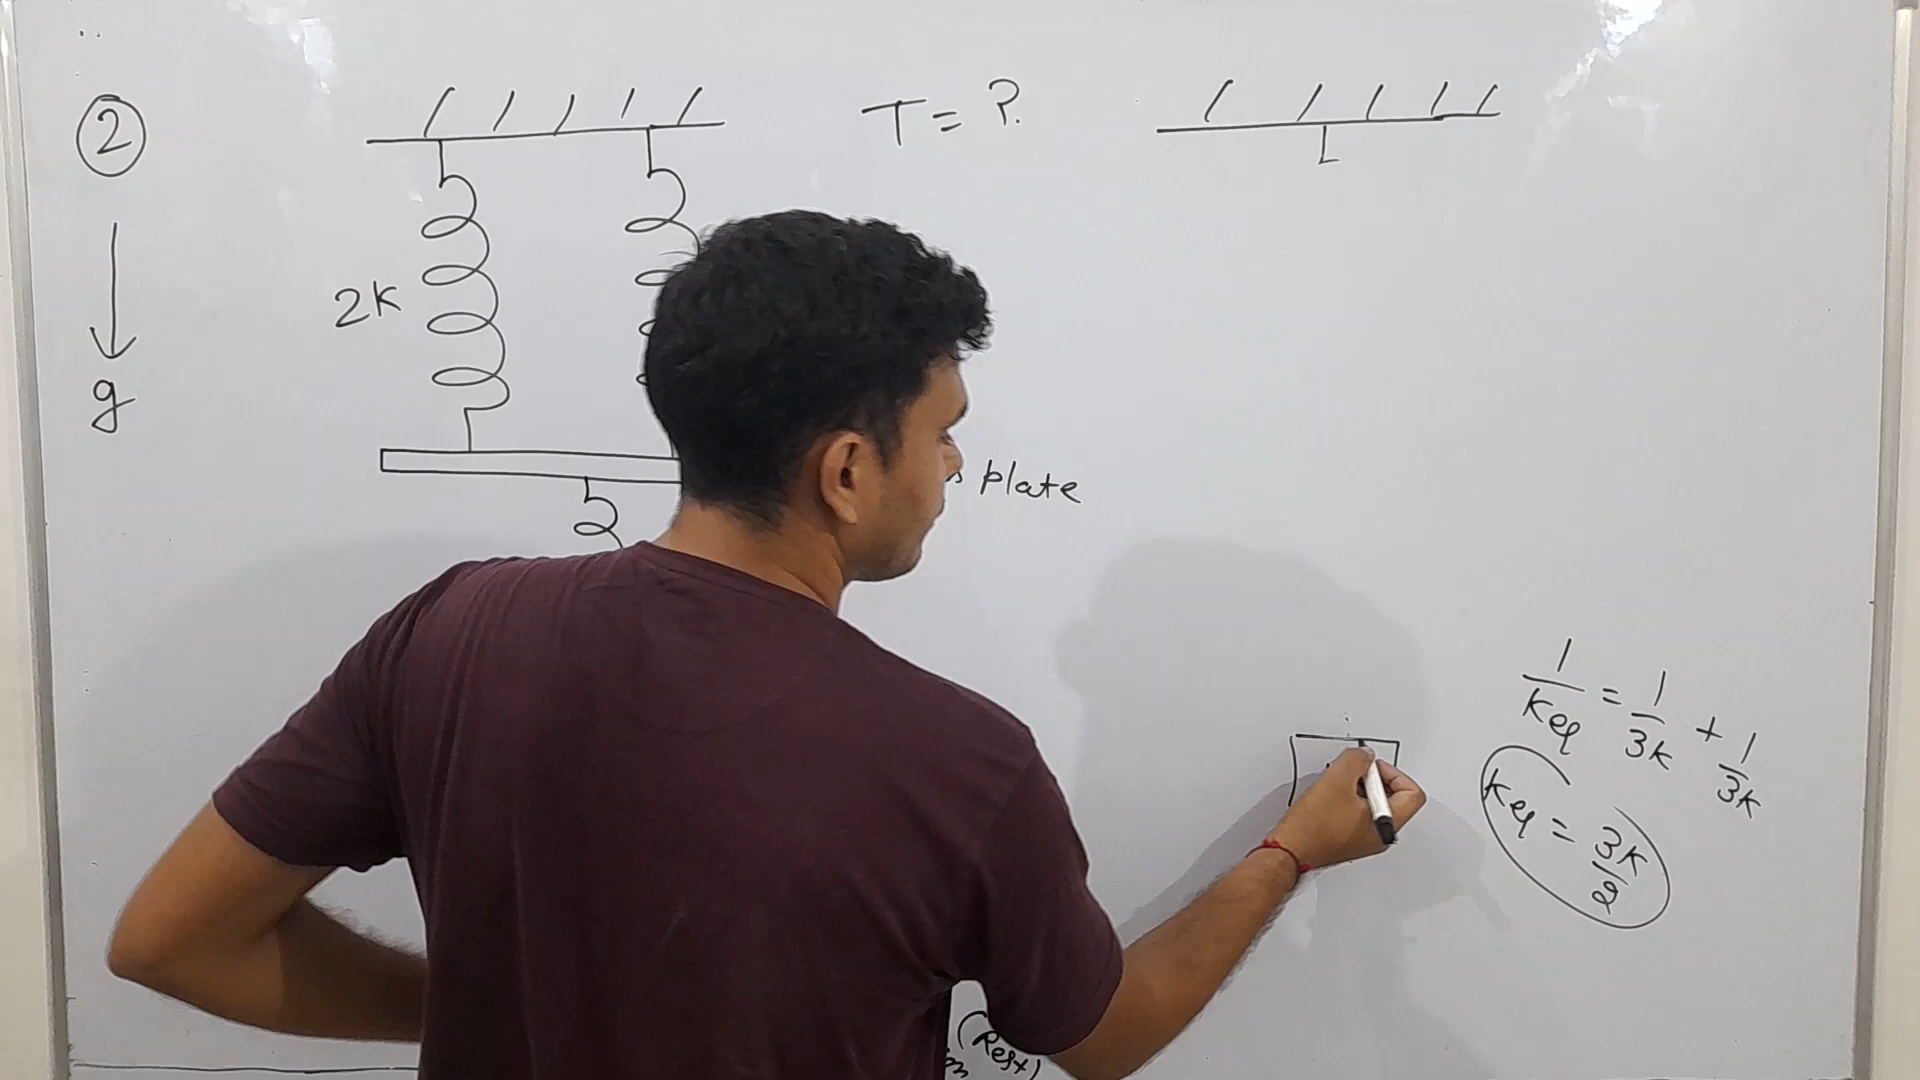 2
T = ?
2K
g
plate
1/Keq = 1/3K + 1/3K
Keq = 3K/2
(Rest)